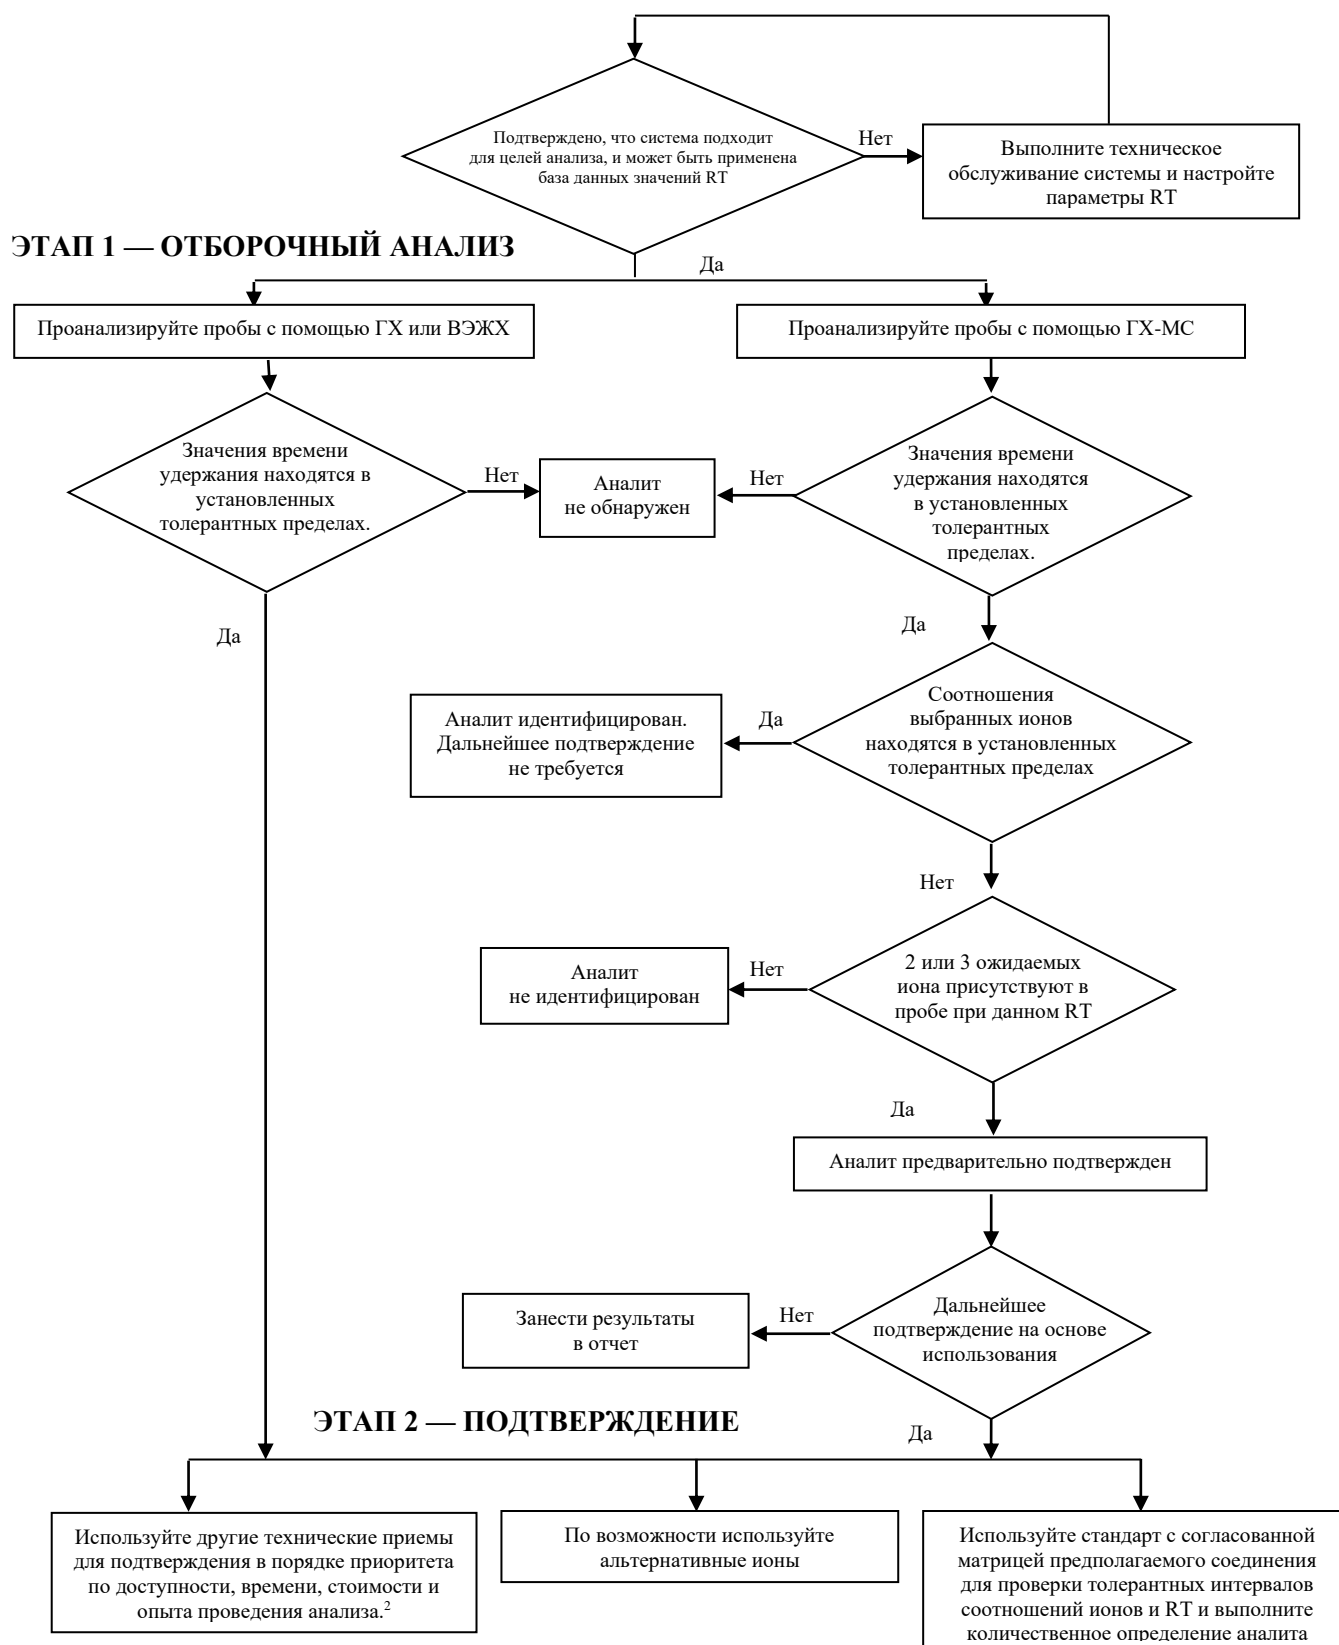 Подтверждено, что система подходит
для целей анализа, и может быть применена
база данных значений RT
Нет
Выполните техническое
обслуживание системы и настройте
параметры RT
ЭТАП 1 — ОТБОРОЧНЫЙ АНАЛИЗ
Да
Проанализируйте пробы с помощью ГХ или ВЭЖХ
Проанализируйте пробы с помощью ГХ-МС
Значения времени
удержания находятся в
установленных
толерантных пределах.
Нет
Аналит
не обнаружен
Нет
Значения времени
удержания находятся
в установленных
толерантных
пределах.
Да
Да
Соотношения
выбранных ионов
находятся в установленных
толерантных пределах
Да
Аналит идентифицирован.
Дальнейшее подтверждение
не требуется
Нет
2 или 3 ожидаемых
иона присутствуют в
пробе при данном RT
Нет
Аналит
не идентифицирован
Да
Аналит предварительно подтвержден
Дальнейшее
подтверждение на основе
использования
Нет
Занести результаты
в отчет
ЭТАП 2 — ПОДТВЕРЖДЕНИЕ
Да
Используйте другие технические приемы
для подтверждения в порядке приоритета
по доступности, времени, стоимости и
опыта проведения анализа.²
По возможности используйте
альтернативные ионы
Используйте стандарт с согласованной
матрицей предполагаемого соединения
для проверки толерантных интервалов
соотношений ионов и RT и выполните
количественное определение аналита